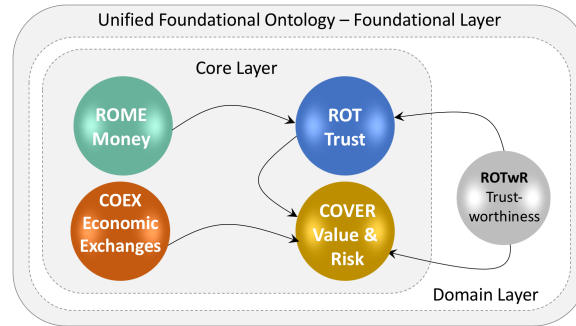 Unified Foundational Ontology – Foundational Layer
Core Layer
ROME
Money
ROT
Trust
COEX
Economic
Exchanges
COVER
Value &
Risk
ROTwR
Trust-
worthiness
Domain Layer